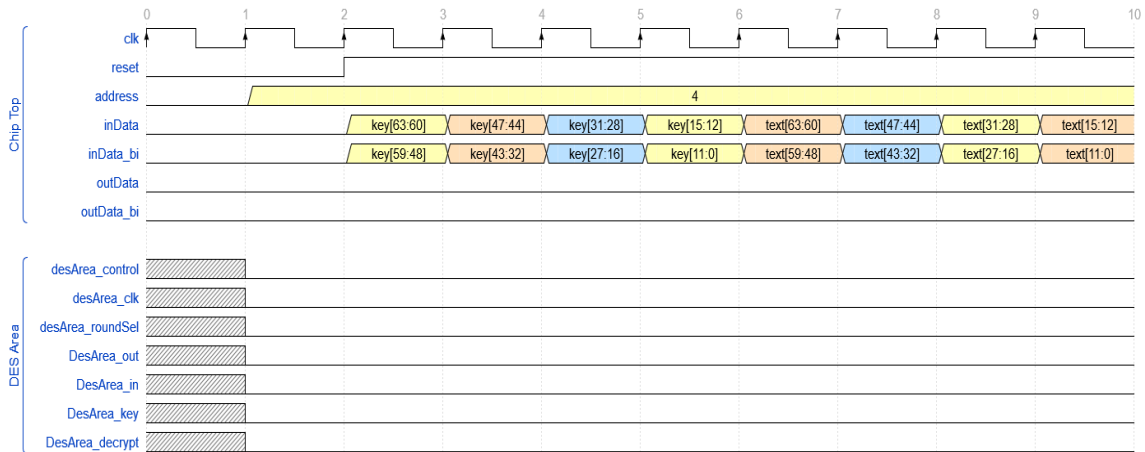 0 1 2 3 4 5 6 7 8 9 10
Chip Top
clk
reset
address 4
inData key[63:60] key[47:44] key[31:28] key[15:12] text[63:60] text[47:44] text[31:28] text[15:12]
inData_bi key[59:48] key[43:32] key[27:16] key[11:0] text[59:48] text[43:32] text[27:16] text[11:0]
outData
outData_bi
DES Area
desArea_control
desArea_clk
desArea_roundSel
DesArea_out
DesArea_in
DesArea_key
DesArea_decrypt